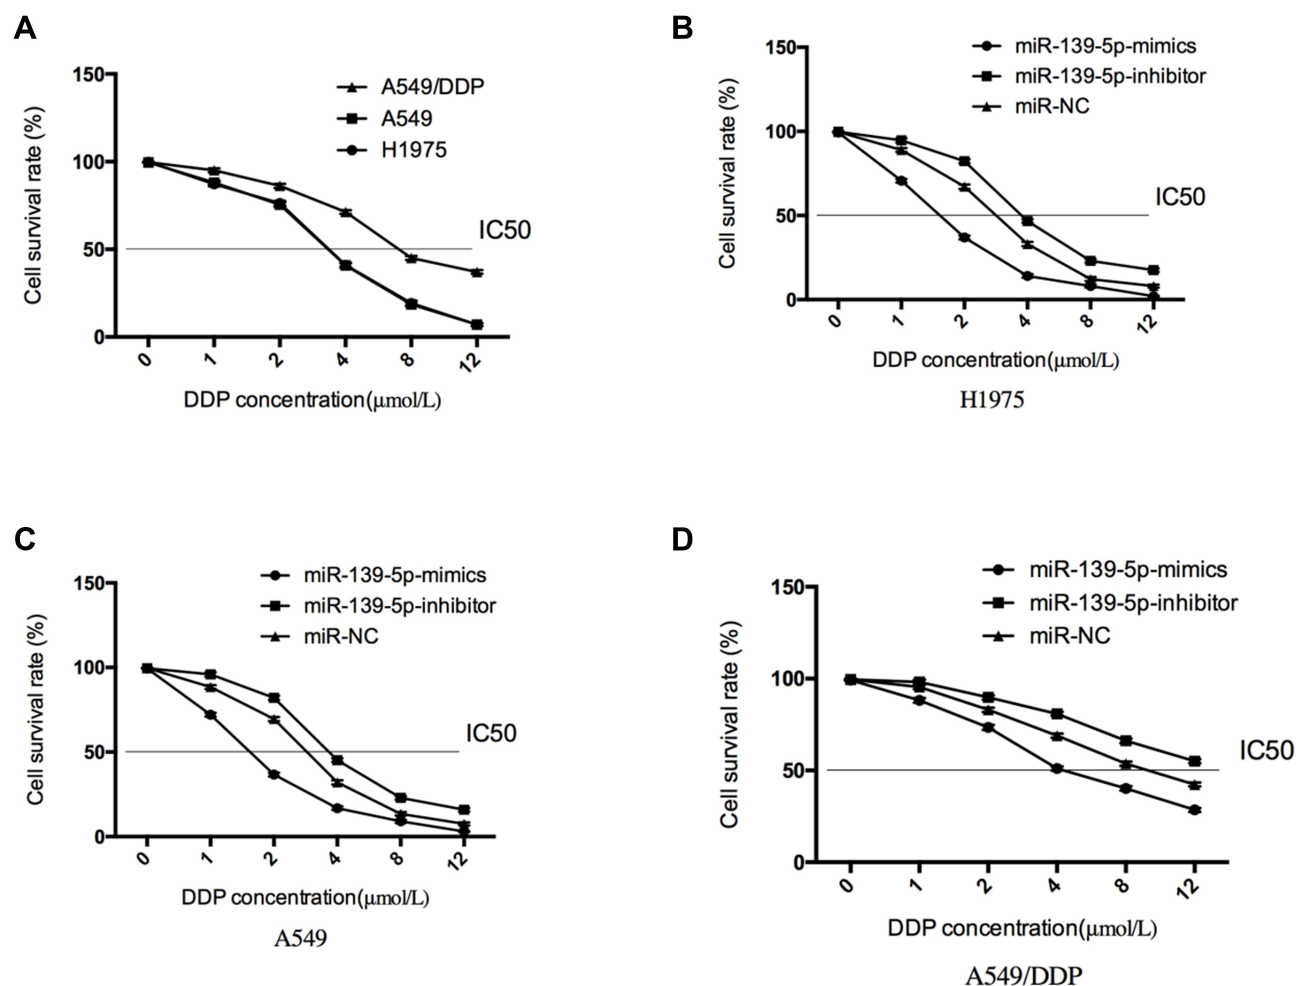 A
Cell survival rate (%)
150
100
50
0
A549/DDP
A549
H1975
IC50
0 1 2 4 8 12
DDP concentration(μmol/L)
B
Cell survival rate (%)
150
100
50
0
miR-139-5p-mimics
miR-139-5p-inhibitor
miR-NC
IC50
0 1 2 4 8 12
DDP concentration(μmol/L)
H1975
C
Cell survival rate (%)
150
100
50
0
miR-139-5p-mimics
miR-139-5p-inhibitor
miR-NC
IC50
0 1 2 4 8 12
DDP concentration(μmol/L)
A549
D
Cell survival rate (%)
150
100
50
0
miR-139-5p-mimics
miR-139-5p-inhibitor
miR-NC
IC50
0 1 2 4 8 12
DDP concentration(μmol/L)
A549/DDP